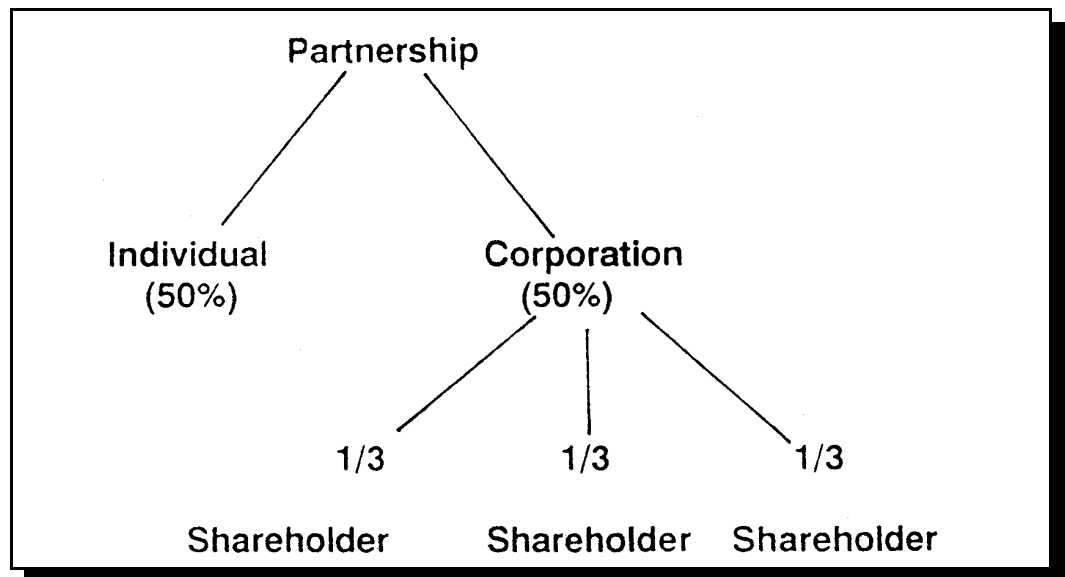 Partnership
Individual
(50%)
Corporation
(50%)
1/3
1/3
1/3
Shareholder
Shareholder
Shareholder